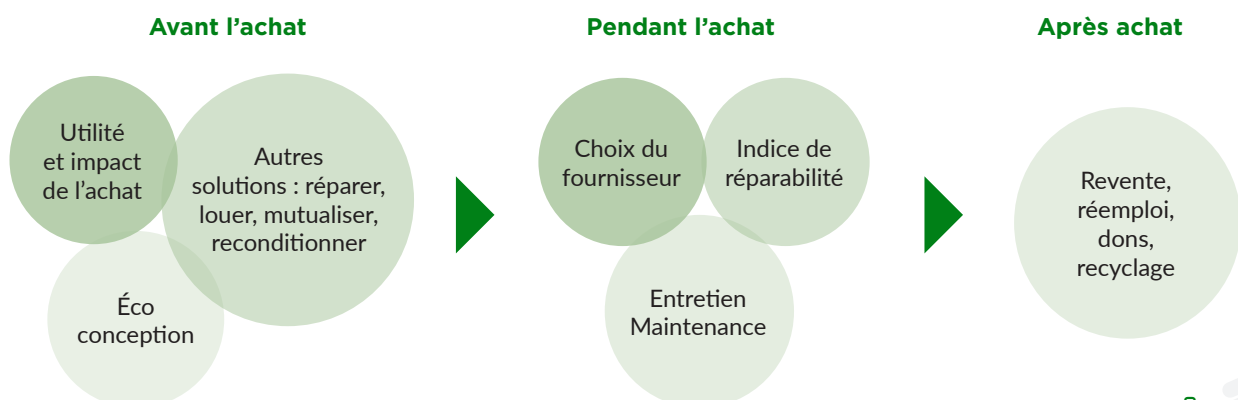 Avant l’achat
Utilité
et impact
de l’achat
Autres
solutions : réparer,
louer, mutualiser,
reconditionner
Éco
conception
Pendant l’achat
Choix du
fournisseur
Indice de
réparabilité
Entretien
Maintenance
Après achat
Revente,
réemploi,
dons,
recyclage